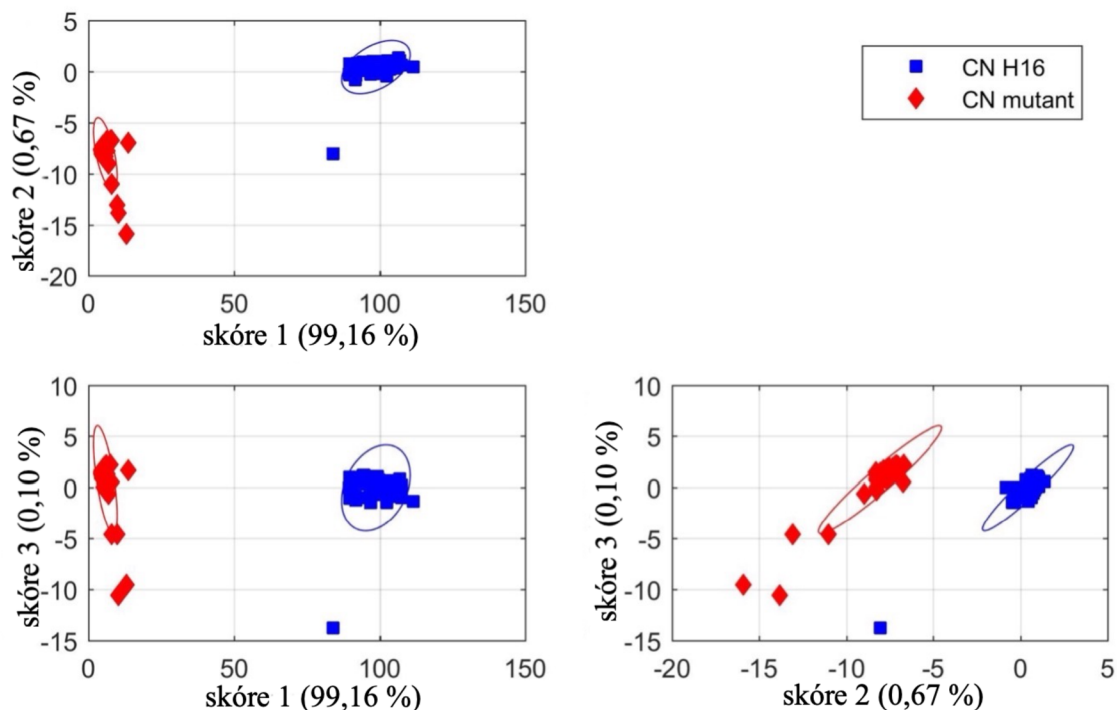 5
0
-5
-10
-15
-20
0 50 100 150
skóre 2 (0,67 %)
skóre 1 (99,16 %)
CN H16
CN mutant
10
5
0
-5
-10
-15
0 50 100 150
skóre 3 (0,10 %)
skóre 1 (99,16 %)
10
5
0
-5
-10
-15
-20 -15 -10 -5 0 5
skóre 3 (0,10 %)
skóre 2 (0,67 %)